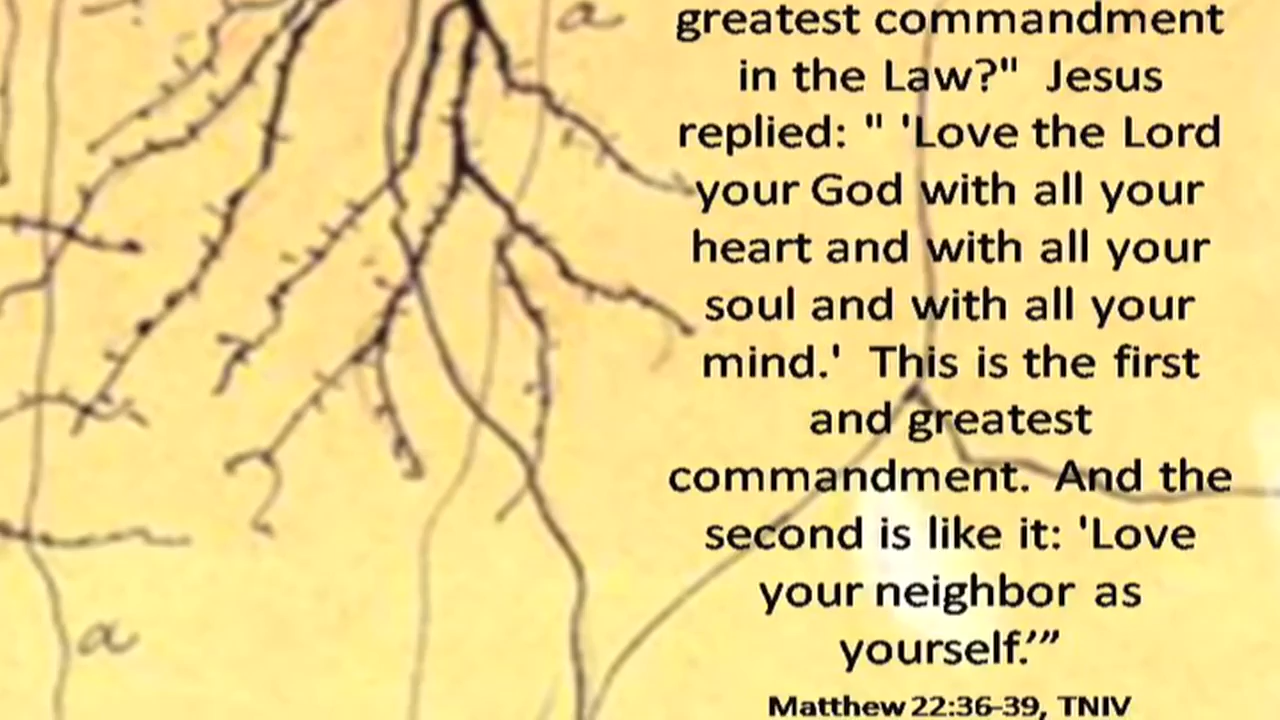 a
greatest commandment
in the Law?"  Jesus
replied: " 'Love the Lord
your God with all your
heart and with all your
soul and with all your
mind.'  This is the first
and greatest
commandment.  And the
second is like it: 'Love
your neighbor as
yourself.’”
Matthew 22:36-39, TNIV
a